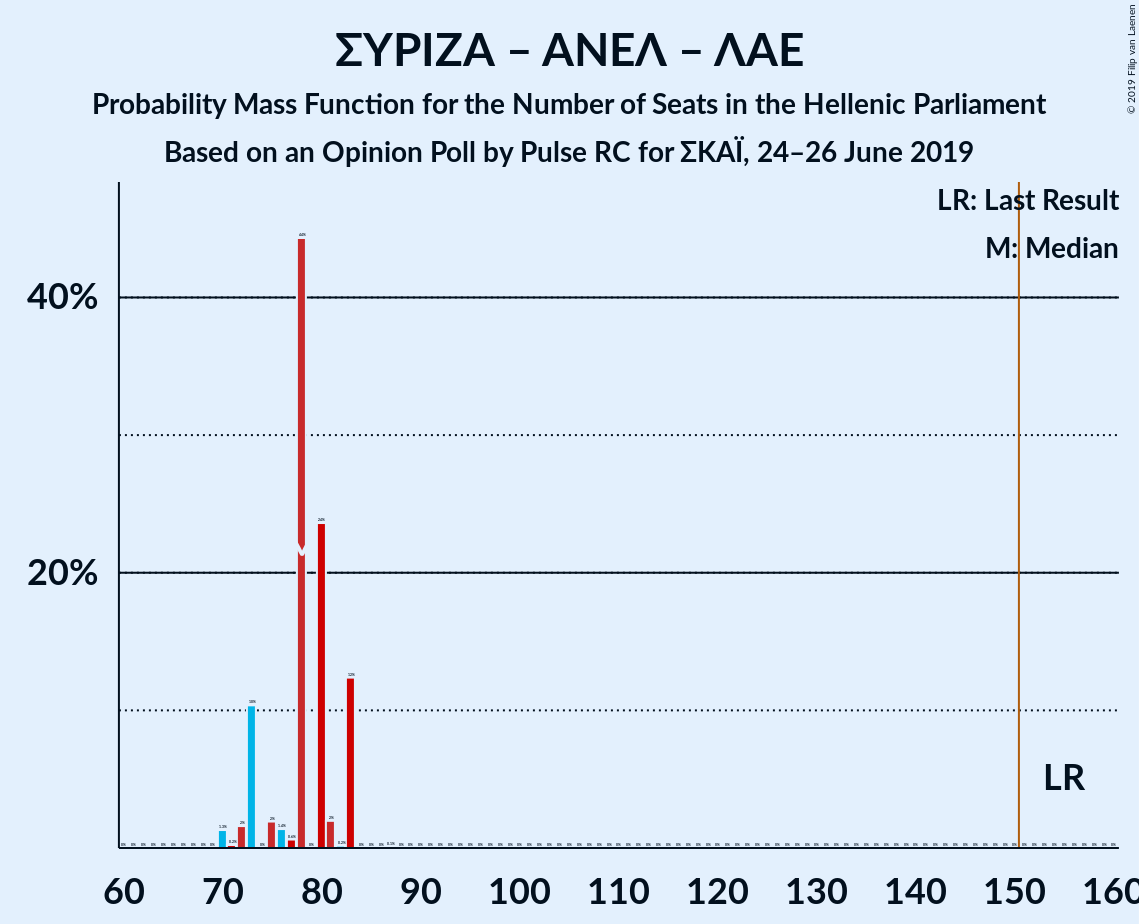 ΣΥΡΙΖΑ – ΑΝΕΛ – ΛΑΕ
Probability Mass Function for the Number of Seats in the Hellenic Parliament
Based on an Opinion Poll by Pulse RC for ΣΚΑΪ, 24–26 June 2019
© 2019 Filip van Laenen
LR: Last Result
M: Median
40%
20%
LR
60 70 80 90 100 110 120 130 140 150 160